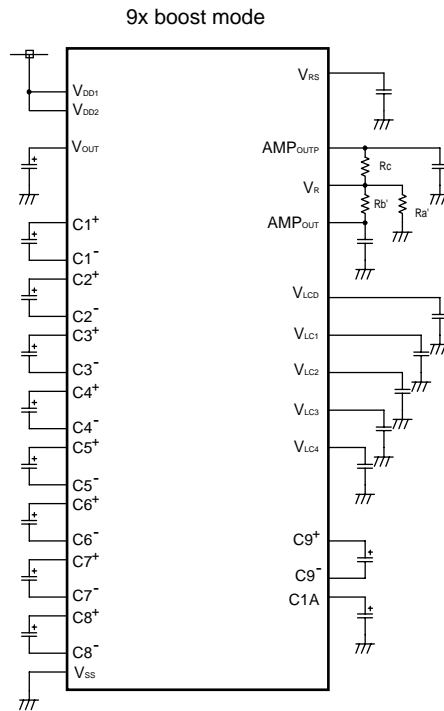 9x boost mode
VDD1
VDD2
VOUT
C1+
C1-
C2+
C2-
C3+
C3-
C4+
C4-
C5+
C5-
C6+
C6-
C7+
C7-
C8+
C8-
VSS
VRS
AMPOUTP
Rc
VR
Rb'
Ra'
AMPOUT
VLCD
VLC1
VLC2
VLC3
VLC4
C9+
C9-
C1A